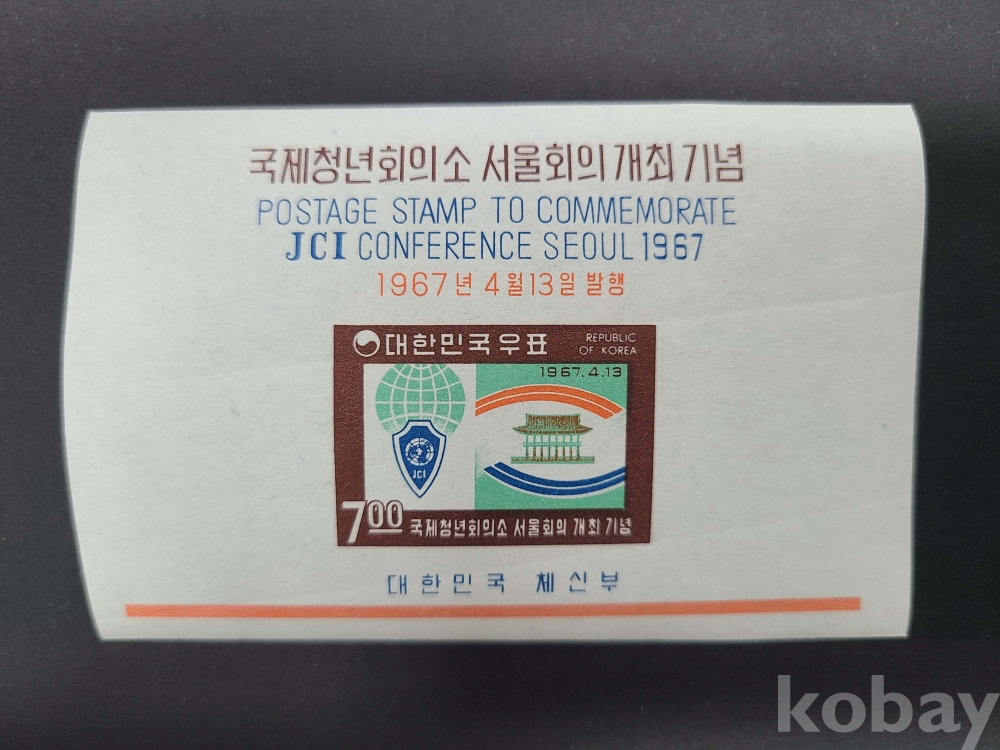 국제청년회의소 서울회의 개최 기념
POSTAGE STAMP TO COMMEMORATE
JCI CONFERENCE SEOUL 1967
1967년 4월13일 발행
대한민국우표
REPUBLIC
OF KOREA
1967.4.13
JCI
700 국제청년회의소 서울회의 개최 기념
대한민국 체신부
kobay